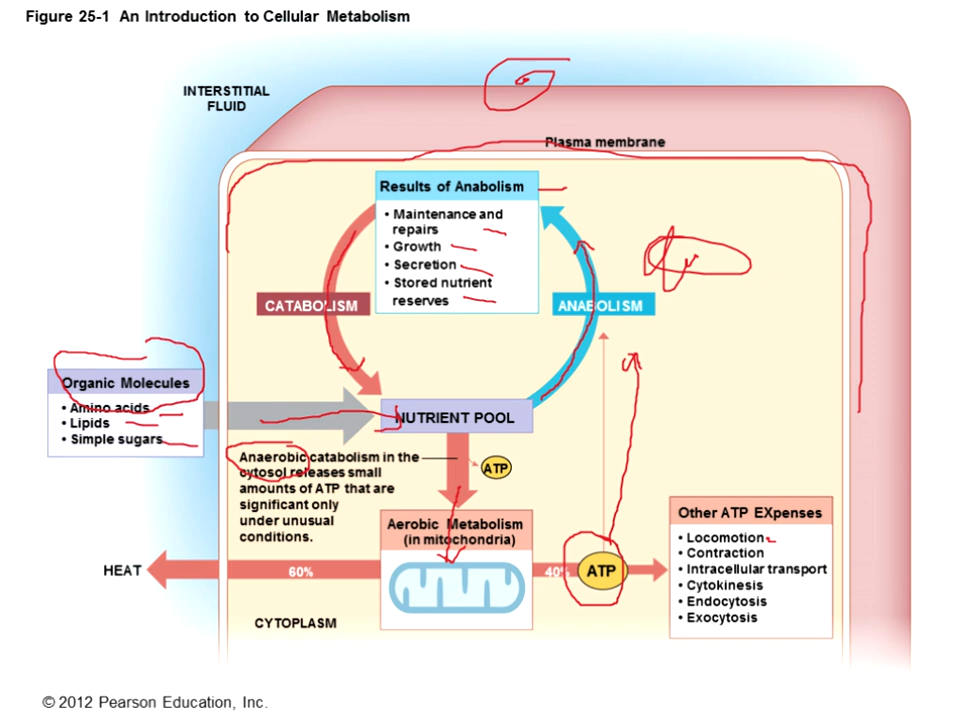 Figure 25-1 An Introduction to Cellular Metabolism
INTERSTITIAL
FLUID
Plasma membrane
Results of Anabolism
• Maintenance and
repairs
• Growth
• Secretion
• Stored nutrient
reserves
CATABOLISM
ANABOLISM
Organic Molecules
• Amino acids
• Lipids
• Simple sugars
NUTRIENT POOL
Anaerobic catabolism in the
cytosol releases small
amounts of ATP that are
significant only
under unusual
conditions.
ATP
Aerobic Metabolism
(in mitochondria)
HEAT
60%
40%
ATP
Other ATP EXpenses
• Locomotion
• Contraction
• Intracellular transport
• Cytokinesis
• Endocytosis
• Exocytosis
CYTOPLASM
© 2012 Pearson Education, Inc.